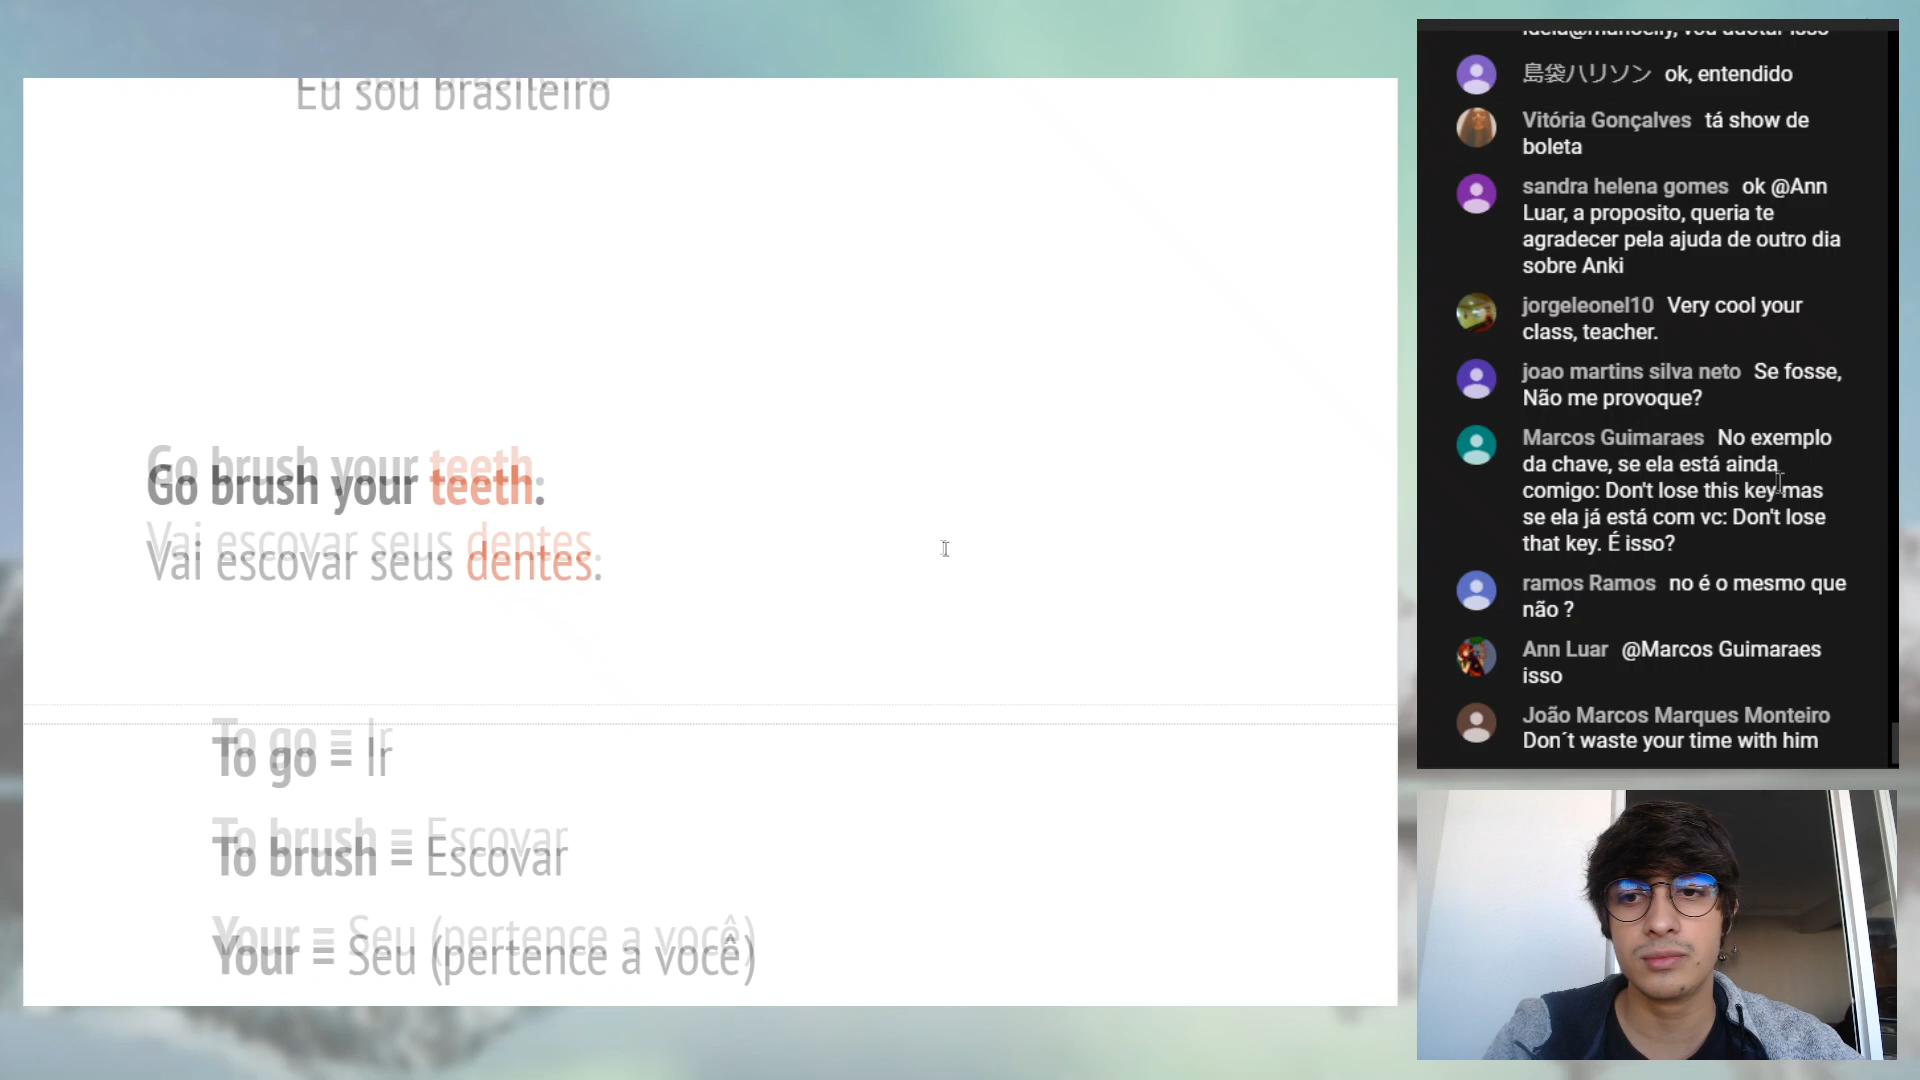 Eu sou brasileiro
Go brush your teeth.
Vai escovar seus dentes.
To go = Ir
To brush = Escovar
Your = Seu (pertence a você)
ideia@manoelly, vou adotar isso
島袋ハリソン ok, entendido
Vitória Gonçalves tá show de
boleta
sandra helena gomes ok @Ann
Luar, a proposito, queria te
agradecer pela ajuda de outro dia
sobre Anki
jorgeleonel10 Very cool your
class, teacher.
joao martins silva neto Se fosse,
Não me provoque?
Marcos Guimaraes No exemplo
da chave, se ela está ainda
comigo: Don't lose this key mas
se ela já está com vc: Don't lose
that key. É isso?
ramos Ramos no é o mesmo que
não ?
Ann Luar @Marcos Guimaraes
isso
João Marcos Marques Monteiro
Don´t waste your time with him